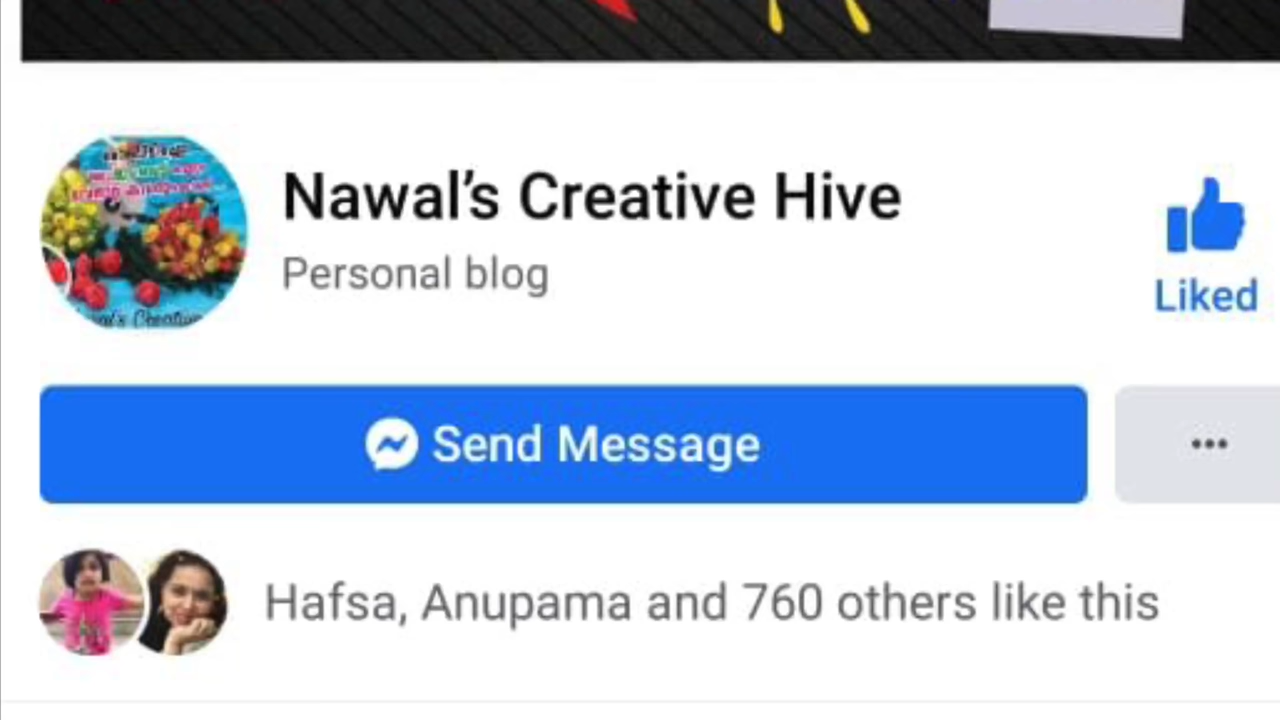 Nawal’s Creative Hive
Personal blog
Liked
Send Message
Hafsa, Anupama and 760 others like this